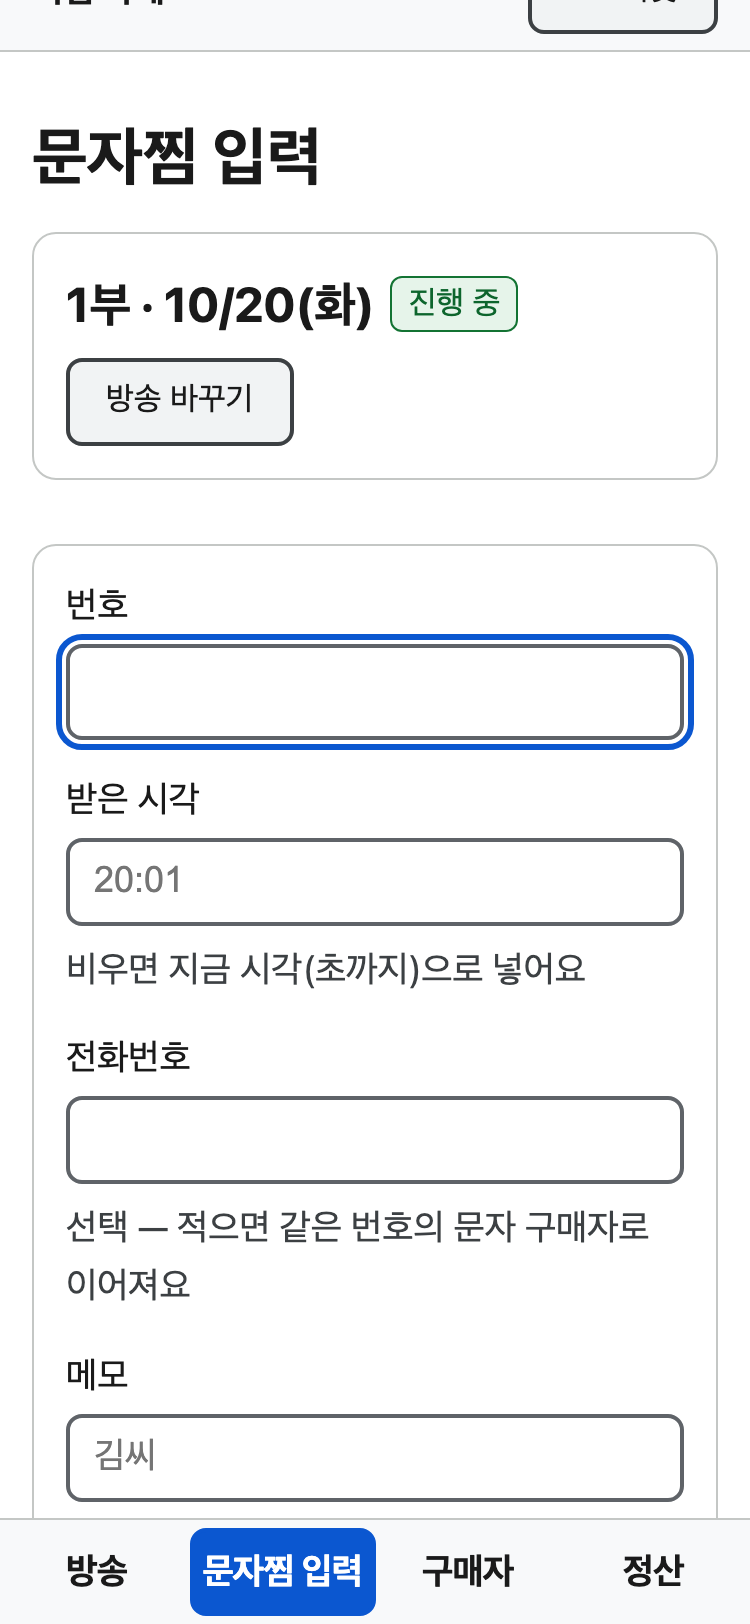 문자찜 입력
1부 · 10/20(화) 진행 중
방송 바꾸기
번호
받은 시각
20:01
비우면 지금 시각(초까지)으로 넣어요
전화번호
선택 — 적으면 같은 번호의 문자 구매자로
이어져요
메모
김씨
방송 문자찜 입력 구매자 정산